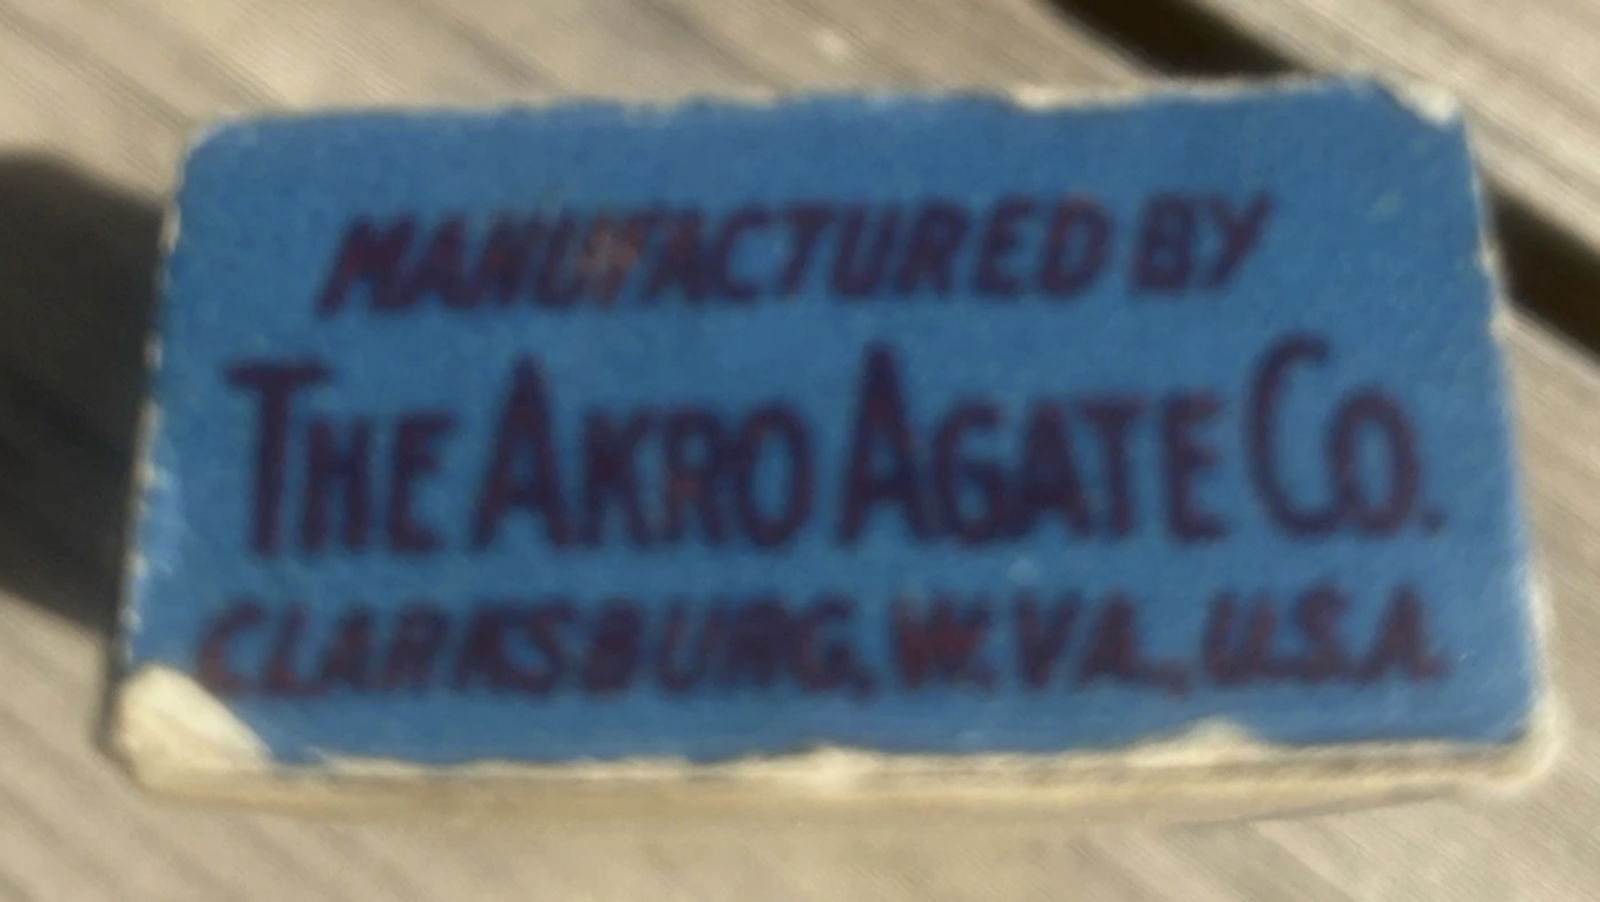 MANUFACTURED BY
THE AKRO AGATE CO.
CLARKSBURG, W.VA., U.S.A.